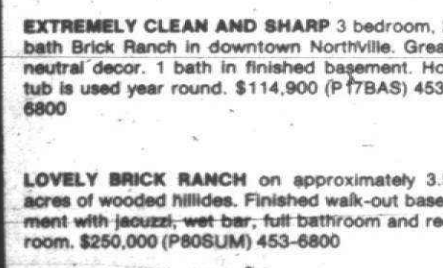 EXTREMELY CLEAN AND SHARP 3 bedroom,
bath Brick Ranch in downtown Northville. Grea
neutral decor. 1 bath in finished basement. Ho
tub is used year round. $114,900 (P17BAS) 453
6800
LOVELY BRICK RANCH on approximately 3.
acres of wooded hillides. Finished walk-out base
ment with jacuzzi, wet bar, full bathroom and re
room. $250,000 (P80SUM) 453-6800